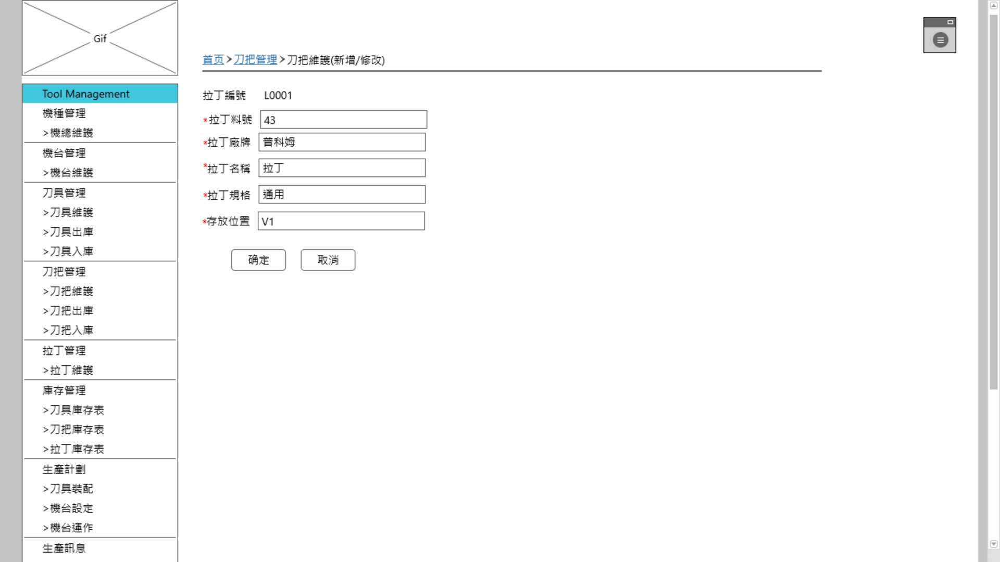 Gif
首页>刀把管理>刀把維護(新增/修改)
Tool Management
機種管理
>機總維護
機台管理
>機台維護
刀具管理
>刀具維護
>刀具出庫
>刀具入庫
刀把管理
>刀把維護
>刀把出庫
>刀把入庫
拉丁管理
>拉丁維護
庫存管理
>刀具庫存表
>刀把庫存表
>拉丁庫存表
生產計劃
>刀具裝配
>機台設定
>機台運作
生產訊息
拉丁編號 L0001
*拉丁料號 43
*拉丁廠牌 普科姆
*拉丁名稱 拉丁
*拉丁規格 通用
*存放位置 V1
确定 取消